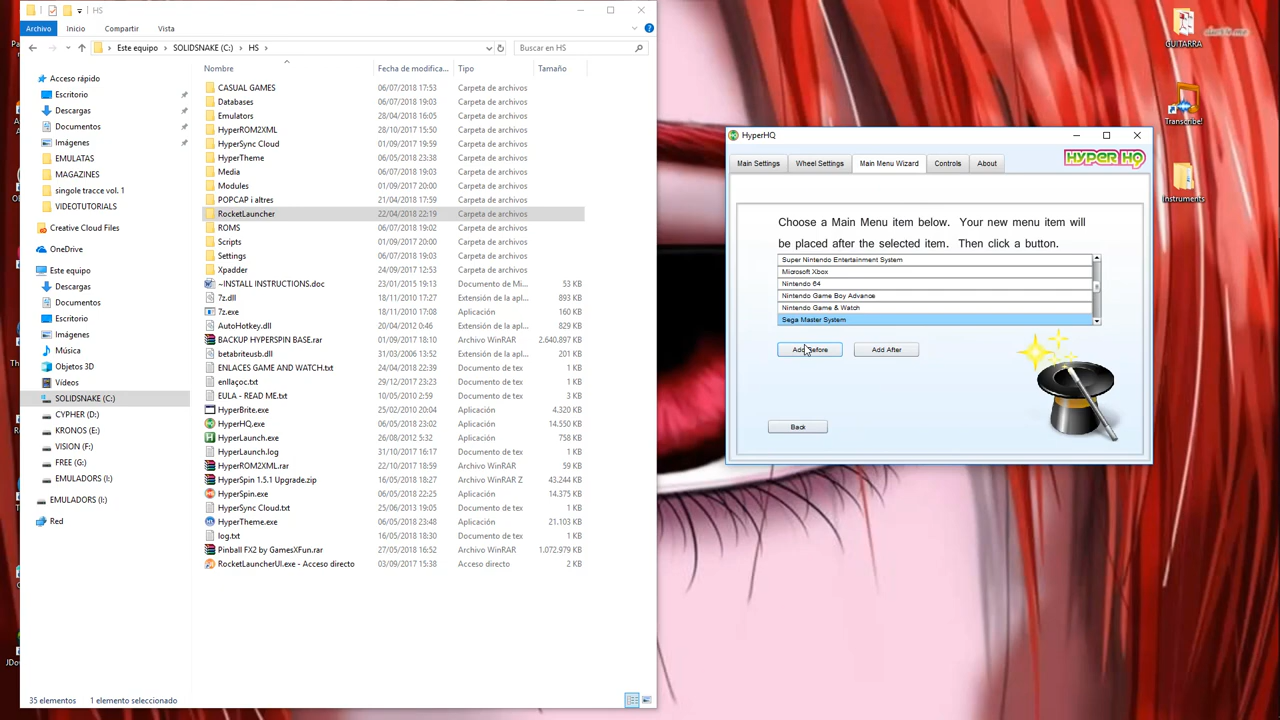 HS
Archivo Inicio Compartir Vista
Este equipo > SOLIDSNAKE (C:) > HS >
Buscar en HS
Nombre Fecha de modifica... Tipo Tamaño
Acceso rápido
Escritorio
Descargas
Documentos
Imágenes
EMULATAS
MAGAZINES
singole tracce vol. 1
VIDEOTUTORIALS
Creative Cloud Files
OneDrive
Este equipo
Descargas
Documentos
Escritorio
Imágenes
Música
Objetos 3D
Vídeos
SOLIDSNAKE (C:)
CYPHER (D:)
KRONOS (E:)
VISION (F:)
FREE (G:)
EMULADORS (I:)
EMULADORS (I:)
Red
CASUAL GAMES 06/07/2018 17:53 Carpeta de archivos
Databases 06/07/2018 19:03 Carpeta de archivos
Emulators 28/04/2018 16:05 Carpeta de archivos
HyperROM2XML 28/10/2017 15:50 Carpeta de archivos
HyperSync Cloud 01/09/2017 19:59 Carpeta de archivos
HyperTheme 06/05/2018 23:38 Carpeta de archivos
Media 06/07/2018 19:03 Carpeta de archivos
Modules 01/09/2017 20:00 Carpeta de archivos
POPCAP i altres 21/04/2018 17:59 Carpeta de archivos
RocketLauncher 22/04/2018 22:19 Carpeta de archivos
ROMS 06/07/2018 19:02 Carpeta de archivos
Scripts 01/09/2017 20:00 Carpeta de archivos
Settings 06/07/2018 19:03 Carpeta de archivos
Xpadder 24/09/2017 12:53 Carpeta de archivos
~INSTALL INSTRUCTIONS.doc 23/01/2015 19:13 Documento de Mi... 53 KB
7z.dll 18/11/2010 17:27 Extensión de la apl... 893 KB
7z.exe 18/11/2010 17:08 Aplicación 160 KB
AutoHotkey.dll 20/04/2012 0:46 Extensión de la apl... 829 KB
BACKUP HYPERSPIN BASE.rar 10/05/2018 19:10 Archivo WinRAR 2.640.897 KB
betabriteusb.dll 31/03/2006 13:52 Extensión de la apl... 201 KB
ENLACES GAME AND WATCH.txt 24/04/2018 22:39 Documento de tex 1 KB
enllaçoc.txt 29/12/2017 23:23 Documento de tex 1 KB
EULA - READ ME.txt 10/05/2010 2:59 Documento de tex 3 KB
HyperBrite.exe 25/02/2010 20:04 Aplicación 4.320 KB
HyperHQ.exe 06/05/2018 23:02 Aplicación 14.550 KB
HyperLaunch.exe 26/08/2012 5:32 Aplicación 758 KB
HyperLaunch.log 31/10/2017 16:17 Documento de tex 1 KB
HyperROM2XML.rar 22/10/2017 18:59 Archivo WinRAR 59 KB
HyperSpin 1.5.1 Upgrade.zip 16/05/2018 18:27 Archivo WinRAR Z 43.244 KB
HyperSpin.exe 06/05/2018 22:25 Aplicación 14.375 KB
HyperSync Cloud.txt 25/06/2013 19:05 Documento de tex 1 KB
HyperTheme.exe 06/05/2018 23:48 Aplicación 21.103 KB
log.txt 16/05/2018 18:30 Documento de tex 1 KB
Pinball FX2 by GamesXFun.rar 27/05/2018 16:52 Archivo WinRAR 1.072.979 KB
RocketLauncherUI.exe - Acceso directo 03/09/2017 15:38 Acceso directo 2 KB
35 elementos 1 elemento seleccionado
HyperHQ
Main Settings Wheel Settings Main Menu Wizard Controls About
HYPER HQ
Choose a Main Menu item below. Your new menu item will
be placed after the selected item. Then click a button.
Super Nintendo Entertainment System
Microsoft Xbox
Nintendo 64
Nintendo Game Boy Advance
Nintendo Game & Watch
Sega Master System
Add Before Add After
Back
GUITARRA
Transcribe!
Instruments